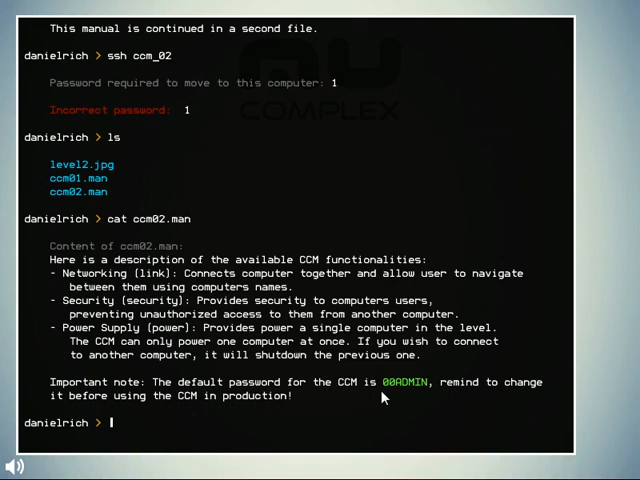 This manual is continued in a second file.
danielrich > ssh ccm_02
Password required to move to this computer: 1
Incorrect password: 1
danielrich > ls
level2.jpg
ccm01.man
ccm02.man
danielrich > cat ccm02.man
Content of ccm02.man:
Here is a description of the available CCM functionalities:
- Networking (link): Connects computer together and allow user to navigate
between them using computers names.
- Security (security): Provides security to computers users,
preventing unauthorized access to them from another computer.
- Power Supply (power): Provides power a single computer in the level.
The CCM can only power one computer at once. If you wish to connect
to another computer, it will shutdown the previous one.
Important note: The default password for the CCM is 00ADMIN, remind to change
it before using the CCM in production!
danielrich >
COMPLEX